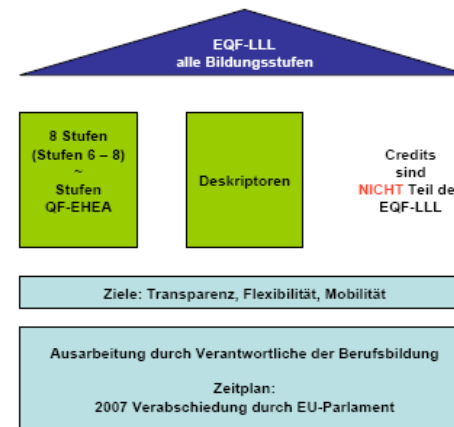 EQF-LLL
alle Bildungsstufen
8 Stufen
(Stufen 6 – 8)
~
Stufen
QF-EHEA
Deskriptoren
Credits
sind
NICHT Teil de
EQF-LLL
Ziele: Transparenz, Flexibilität, Mobilität
Ausarbeitung durch Verantwortliche der Berufsbildung
Zeitplan:
2007 Verabschiedung durch EU-Parlament